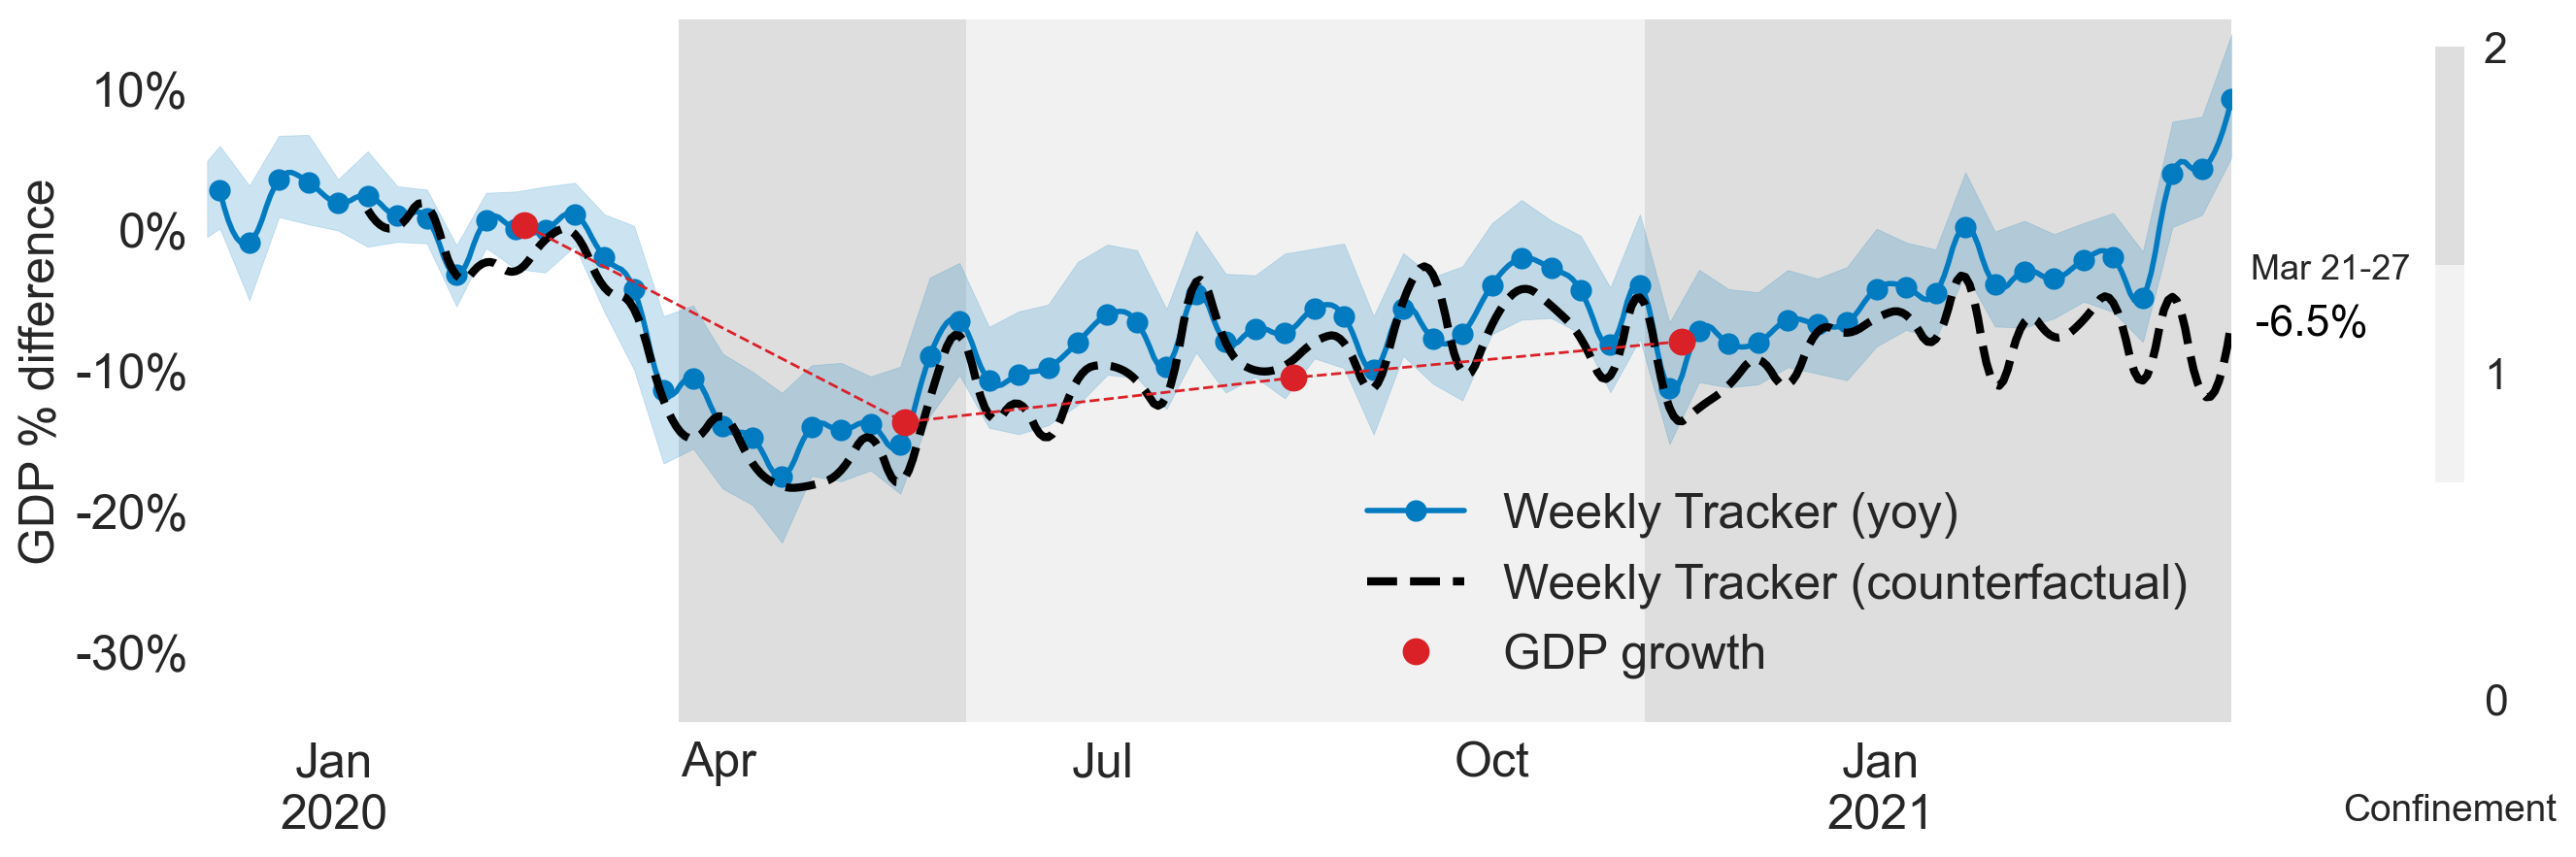 GDP % difference
10%
0%
-10%
-20%
-30%
Jan
2020
Apr
Jul
Oct
Jan
2021
Weekly Tracker (yoy)
Weekly Tracker (counterfactual)
GDP growth
Mar 21-27
-6.5%
2
1
0
Confinement